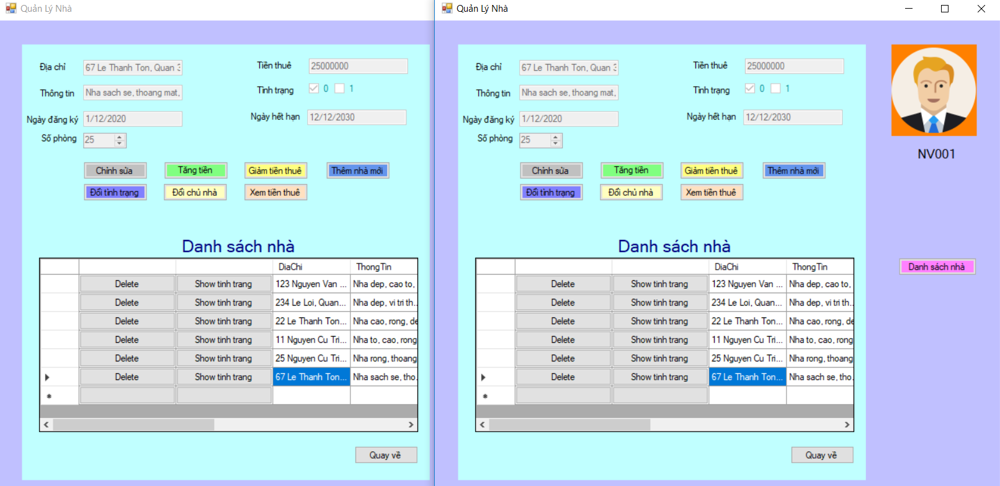 Quản Lý Nhà
Địa chỉ 67 Le Thanh Ton, Quan 3 Tiền thuê 25000000
Thông tin Nha sach se, thoang mat, Tình trạng 0 1
Ngày đăng ký 1/12/2020 Ngày hết hạn 12/12/2030
Số phòng 25
Chỉnh sửa Tăng tiền Giảm tiền thuê Thêm nhà mới
Đổi tình trạng Đổi chủ nhà Xem tiền thuê
Danh sách nhà
DiaChi ThongTin
Delete Show tinh trang 123 Nguyen Van ... Nha dep, cao to,
Delete Show tinh trang 234 Le Loi, Quan... Nha dep, vi tri th...
Delete Show tinh trang 22 Le Thanh Ton... Nha cao, rong, de
Delete Show tinh trang 11 Nguyen Cu Tri... Nha to, cao, rong
Delete Show tinh trang 25 Nguyen Cu Tri... Nha rong, thoang
Delete Show tinh trang 67 Le Thanh Ton... Nha sach se, tho...
Quay về
Quản Lý Nhà
Địa chỉ 67 Le Thanh Ton, Quan 3 Tiền thuê 25000000
Thông tin Nha sach se, thoang mat, Tình trạng 0 1
Ngày đăng ký 1/12/2020 Ngày hết hạn 12/12/2030
Số phòng 25
Chỉnh sửa Tăng tiền Giảm tiền thuê Thêm nhà mới
Đổi tình trạng Đổi chủ nhà Xem tiền thuê
Danh sách nhà
DiaChi ThongTin
Delete Show tinh trang 123 Nguyen Van ... Nha dep, cao to,
Delete Show tinh trang 234 Le Loi, Quan... Nha dep, vi tri th...
Delete Show tinh trang 22 Le Thanh Ton... Nha cao, rong, de
Delete Show tinh trang 11 Nguyen Cu Tri... Nha to, cao, rong
Delete Show tinh trang 25 Nguyen Cu Tri... Nha rong, thoang
Delete Show tinh trang 67 Le Thanh Ton... Nha sach se, tho...
Quay về
NV001
Danh sách nhà